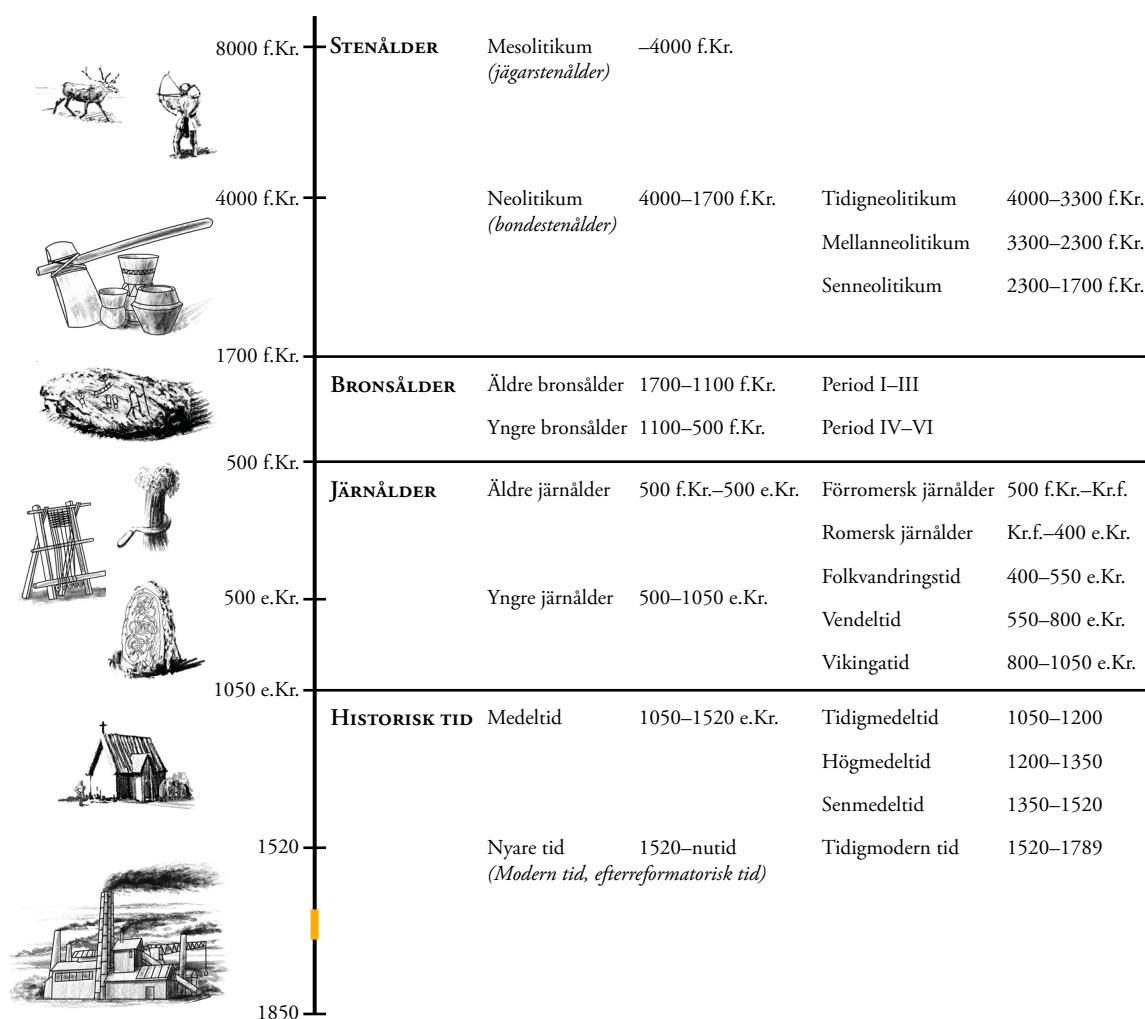 8000 f.Kr. STENÅLDER Mesolitikum –4000 f.Kr.
(jägarstenålder)
4000 f.Kr. Neolitikum 4000–1700 f.Kr. Tidigneolitikum 4000–3300 f.Kr.
(bondestenålder)
Mellanneolitikum 3300–2300 f.Kr.
Senneolitikum 2300–1700 f.Kr.
1700 f.Kr.
BRONSÅLDER Äldre bronsålder 1700–1100 f.Kr. Period I–III
Yngre bronsålder 1100–500 f.Kr. Period IV–VI
500 f.Kr.
JÄRNÅLDER Äldre järnålder 500 f.Kr.–500 e.Kr. Förromersk järnålder 500 f.Kr.–Kr.f.
Romersk järnålder Kr.f.–400 e.Kr.
Folkvandringstid 400–550 e.Kr.
500 e.Kr. Yngre järnålder 500–1050 e.Kr.
Vendeltid 550–800 e.Kr.
Vikingatid 800–1050 e.Kr.
1050 e.Kr.
HISTORISK TID Medeltid 1050–1520 e.Kr. Tidigmedeltid 1050–1200
Högmedeltid 1200–1350
Senmedeltid 1350–1520
1520 Nyare tid 1520–nutid Tidigmodern tid 1520–1789
(Modern tid, efterreformatorisk tid)
1850